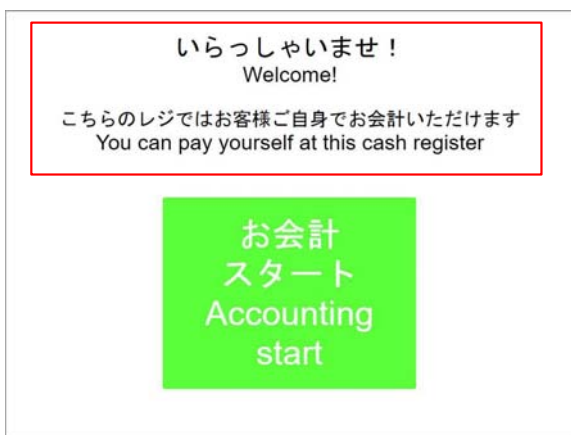 いらっしゃいませ！
Welcome!
こちらのレジではお客様ご自身でお会計いただけます
You can pay yourself at this cash register
お会計
スタート
Accounting
start